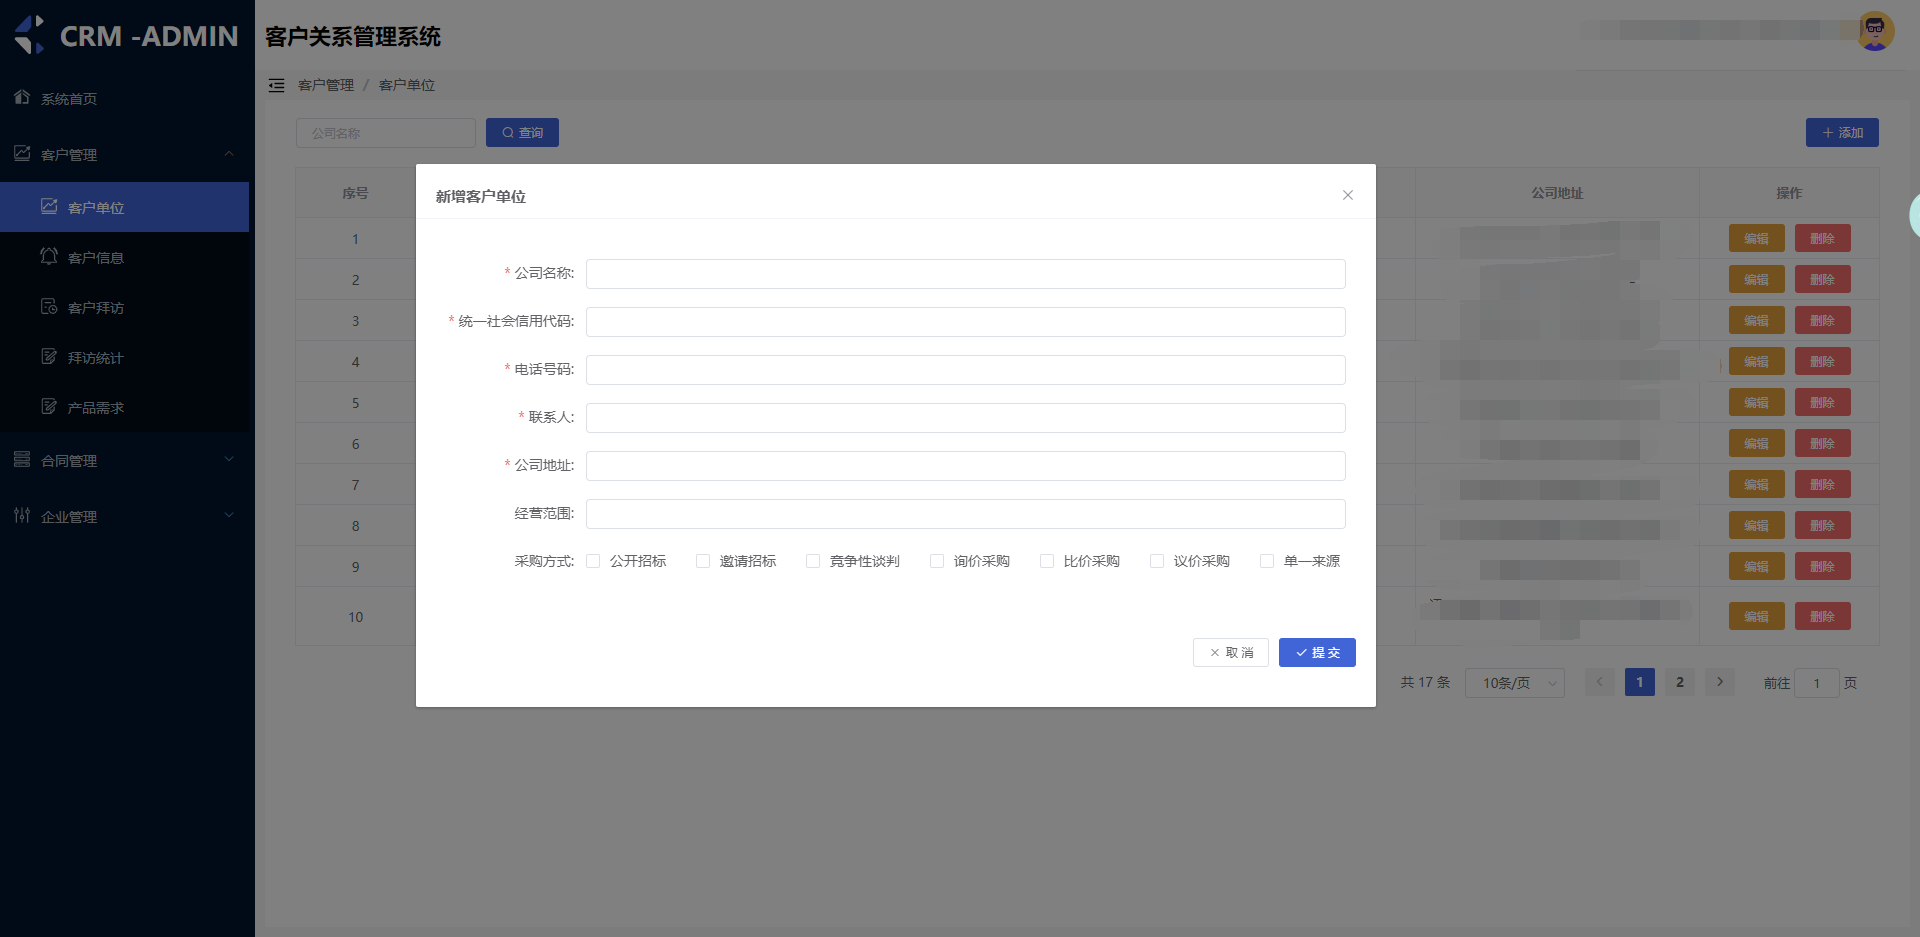 CRM -ADMIN
客户关系管理系统
系统首页
客户管理
客户单位
客户信息
客户拜访
拜访统计
产品需求
合同管理
企业管理
客户管理 / 客户单位
公司名称
查询
添加
序号
公司地址
操作
1
编辑 删除
2
编辑 删除
3
编辑 删除
4
编辑 删除
5
编辑 删除
6
编辑 删除
7
编辑 删除
8
编辑 删除
9
编辑 删除
10
编辑 删除
新增客户单位
* 公司名称:
* 统一社会信用代码:
* 电话号码:
* 联系人:
* 公司地址:
经营范围:
采购方式: 公开招标 邀请招标 竞争性谈判 询价采购 比价采购 议价采购 单一来源
取 消
提 交
共 17 条 10条/页 1 2 前往 1 页